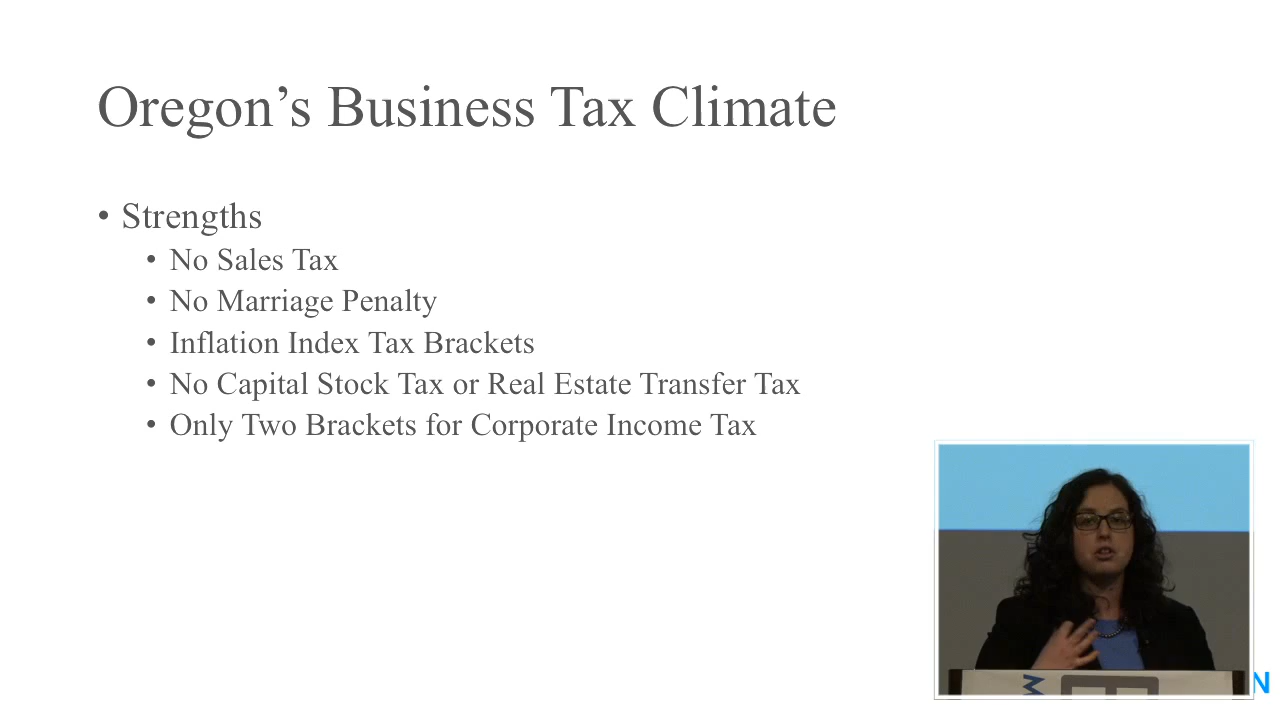 Oregon’s Business Tax Climate
• Strengths
• No Sales Tax
• No Marriage Penalty
• Inflation Index Tax Brackets
• No Capital Stock Tax or Real Estate Transfer Tax
• Only Two Brackets for Corporate Income Tax
N